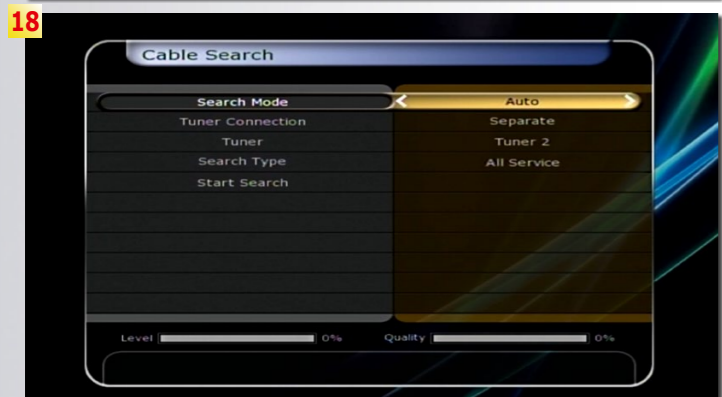 18
Cable Search
Search Mode Auto
Tuner Connection Separate
Tuner Tuner 2
Search Type All Service
Start Search
Level 0% Quality 0%